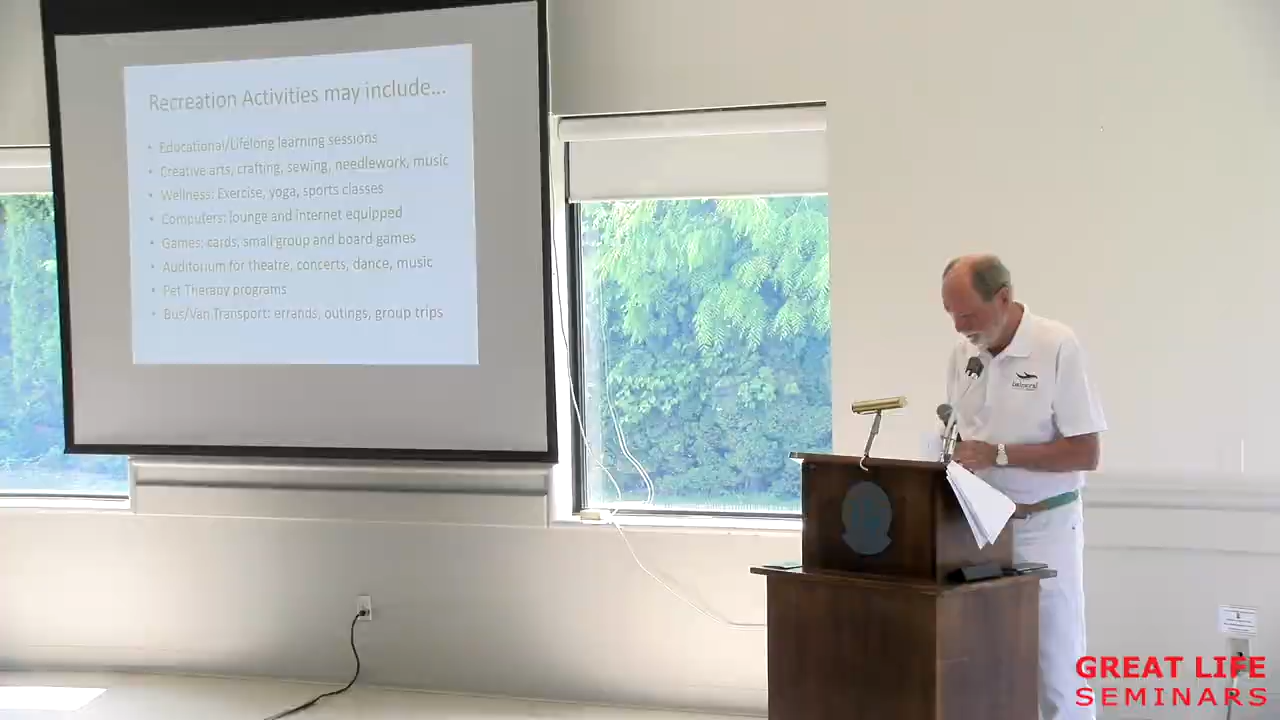 Recreation Activities may include...
• Educational/Lifelong learning sessions
• Creative arts, crafting, sewing, needlework, music
• Wellness: Exercise, yoga, sports classes
• Computers: lounge and internet equipped
• Games: cards, small group and board games
• Auditorium for theatre, concerts, dance, music
• Pet Therapy programs
• Bus/Van Transport: errands, outings, group trips
balmoral
GREAT LIFE
SEMINARS